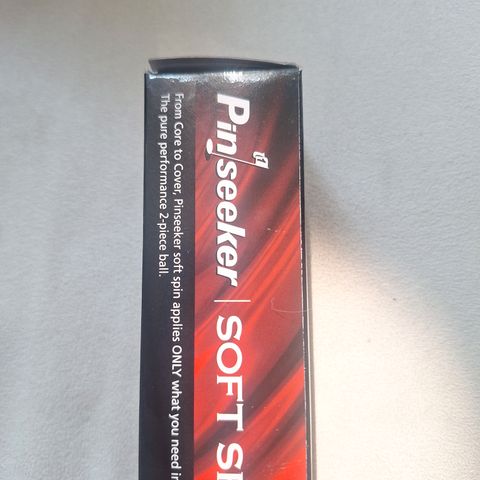 Pinseeker | SOFT
From Core to Cover, Pinseeker soft spin applies ONLY what you need
The pure performance 2-piece ball.